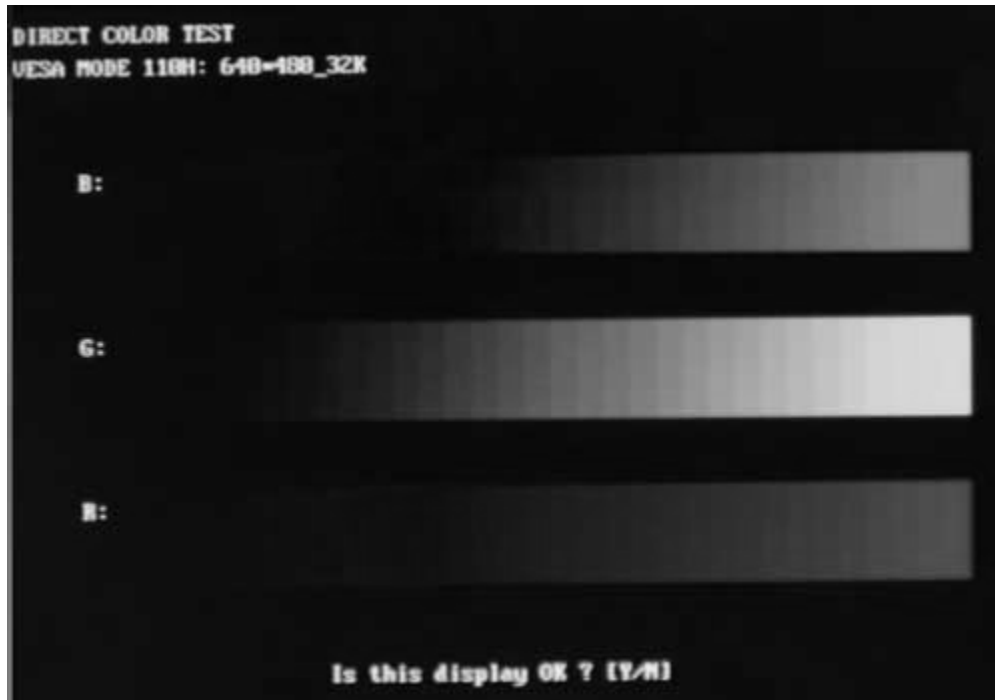 DIRECT COLOR TEST
VESA MODE 110H: 640×480_32K
B:
G:
R:
Is this display OK ? [Y/N]